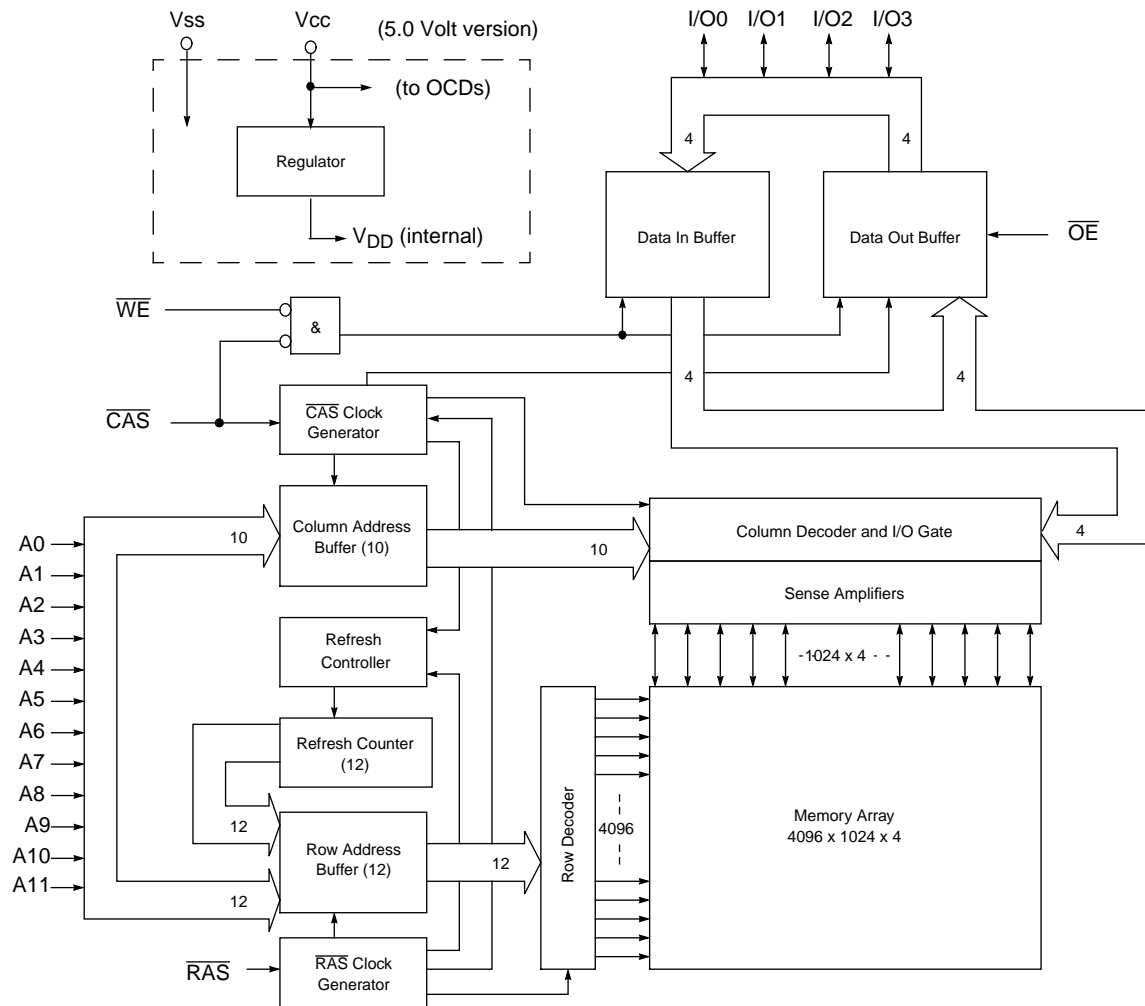 Vss
Vcc
(5.0 Volt version)
(to OCDs)
Regulator
VDD (internal)
I/O0
I/O1
I/O2
I/O3
4
4
Data In Buffer
Data Out Buffer
OE
WE
&
4
4
CAS
CAS Clock
Generator
Column Address
Buffer (10)
10
10
Column Decoder and I/O Gate
4
Sense Amplifiers
1024 x 4
A0
A1
A2
A3
A4
A5
A6
A7
A8
A9
A10
A11
Refresh
Controller
Refresh Counter
(12)
12
Row Address
Buffer (12)
12
12
Row Decoder
4096
Memory Array
4096 x 1024 x 4
RAS
RAS Clock
Generator